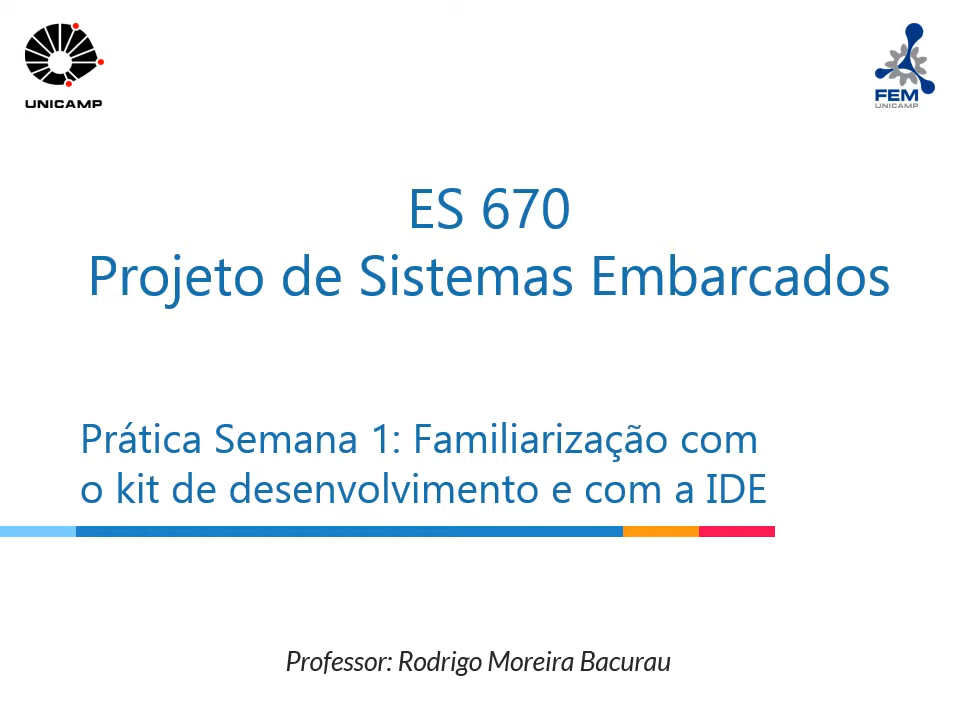 UNICAMP
FEM
UNICAMP
ES 670
Projeto de Sistemas Embarcados
Prática Semana 1: Familiarização com
o kit de desenvolvimento e com a IDE
Professor: Rodrigo Moreira Bacurau